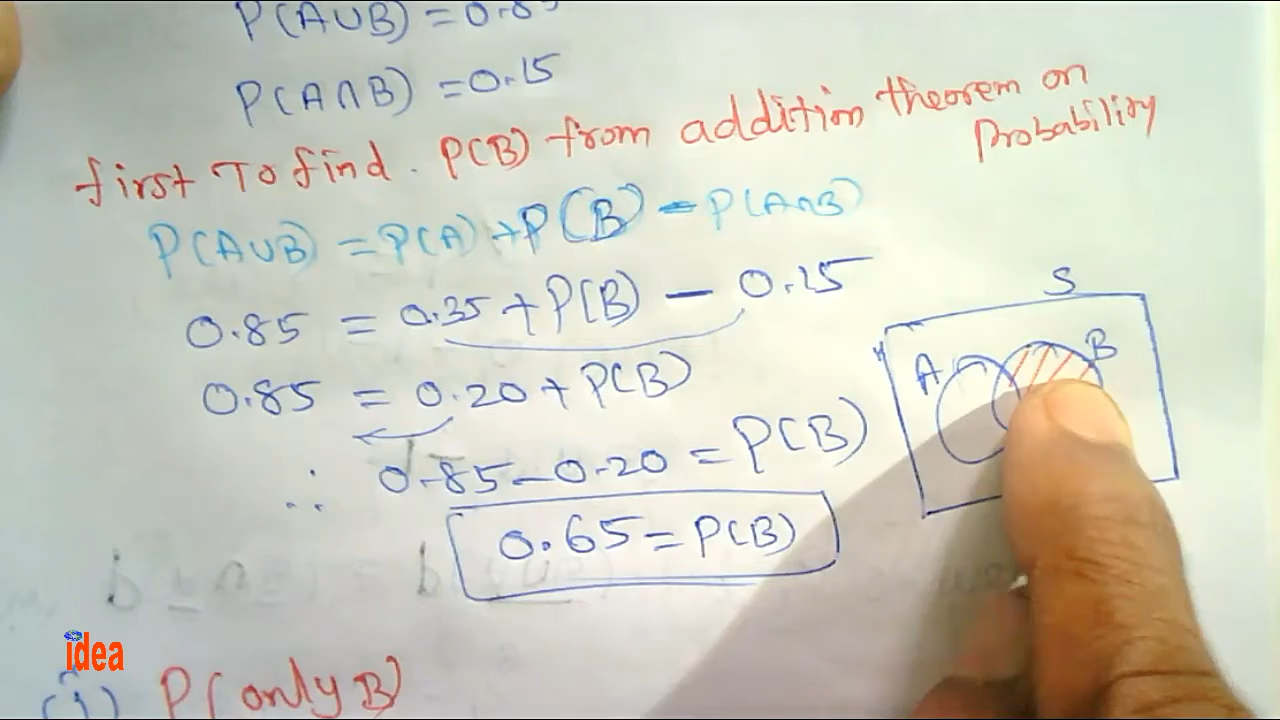 P(A∪B) = 0.85
P(A∩B) = 0.15
first To find . P(B) from addition theorem on
Probability
P(A∪B) = P(A) + P(B) - P(A∩B)
0.85 = 0.35 + P(B) - 0.15
0.85 = 0.20 + P(B)
∴ 0.85 - 0.20 = P(B)
0.65 = P(B)
S
A
B
idea
(i) P(only B)